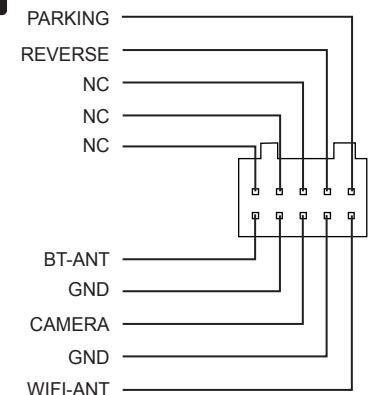 PARKING
REVERSE
NC
NC
NC
BT-ANT
GND
CAMERA
GND
WIFI-ANT